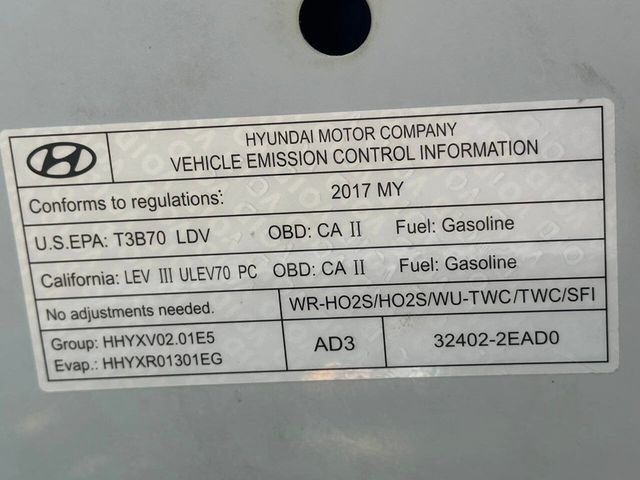 HYUNDAI MOTOR COMPANY
VEHICLE EMISSION CONTROL INFORMATION
Conforms to regulations: 2017 MY
U.S.EPA: T3B70 LDV OBD: CA II Fuel: Gasoline
California: LEV III ULEV70 PC OBD: CA II Fuel: Gasoline
No adjustments needed. WR-HO2S/HO2S/WU-TWC/TWC/SFI
Group: HHYXV02.01E5 AD3 32402-2EAD0
Evap.: HHYXR01301EG